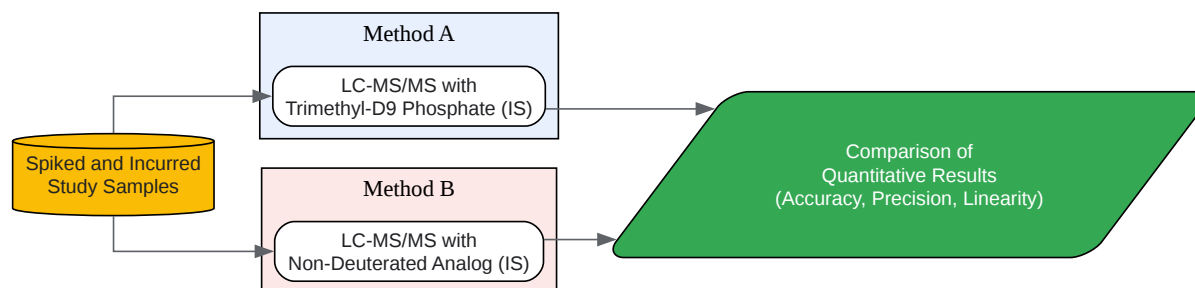 Method A
LC-MS/MS with
Trimethyl-D9 Phosphate (IS)
Spiked and Incurred
Study Samples
Method B
LC-MS/MS with
Non-Deuterated Analog (IS)
Comparison of
Quantitative Results
(Accuracy, Precision, Linearity)